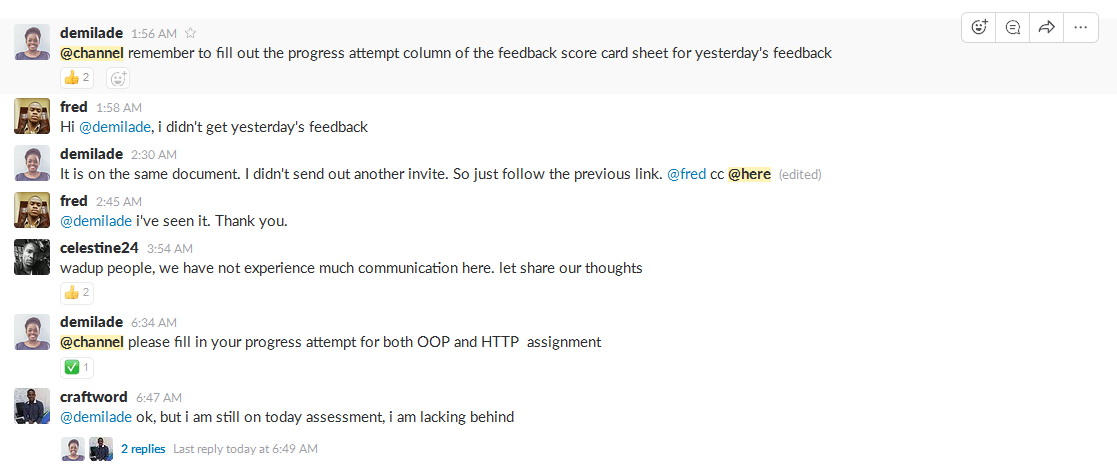 demilade 1:56 AM
@channel remember to fill out the progress attempt column of the feedback score card sheet for yesterday's feedback
2
fred 1:58 AM
Hi @demilade, i didn't get yesterday's feedback
demilade 2:30 AM
It is on the same document. I didn't send out another invite. So just follow the previous link. @fred cc @here (edited)
fred 2:45 AM
@demilade i've seen it. Thank you.
celestine24 3:54 AM
wadup people, we have not experience much communication here. let share our thoughts
2
demilade 6:34 AM
@channel please fill in your progress attempt for both OOP and HTTP assignment
1
craftword 6:47 AM
@demilade ok, but i am still on today assessment, i am lacking behind
2 replies Last reply today at 6:49 AM